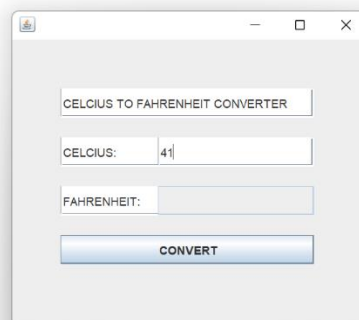 CELCIUS TO FAHRENHEIT CONVERTER
CELCIUS: 41
FAHRENHEIT:
CONVERT